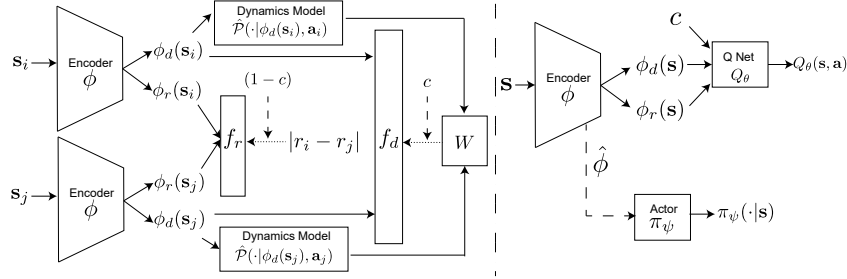 Dynamics Model
𝒫̂(·|ϕ_d(𝐬_i), 𝐚_i)
𝐬_i
Encoder
ϕ
ϕ_d(𝐬_i)
ϕ_r(𝐬_i)
(1 − c)
c
f_r
|r_i − r_j|
f_d
W
𝐬_j
Encoder
ϕ
ϕ_r(𝐬_j)
ϕ_d(𝐬_j)
Dynamics Model
𝒫̂(·|ϕ_d(𝐬_j), 𝐚_j)
c
𝐬
Encoder
ϕ
ϕ_d(𝐬)
ϕ_r(𝐬)
Q Net
Q_θ
Q_θ(𝐬, 𝐚)
ϕ̂
Actor
π_ψ
π_ψ(·|𝐬)